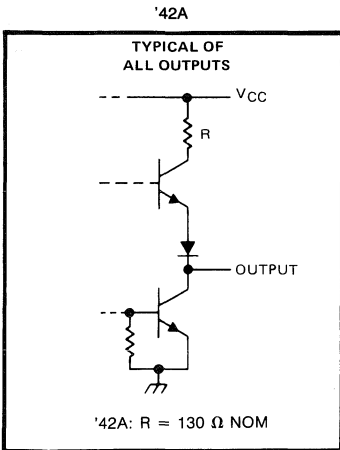 '42A
TYPICAL OF
ALL OUTPUTS
VCC
R
OUTPUT
'42A: R = 130 Ω NOM